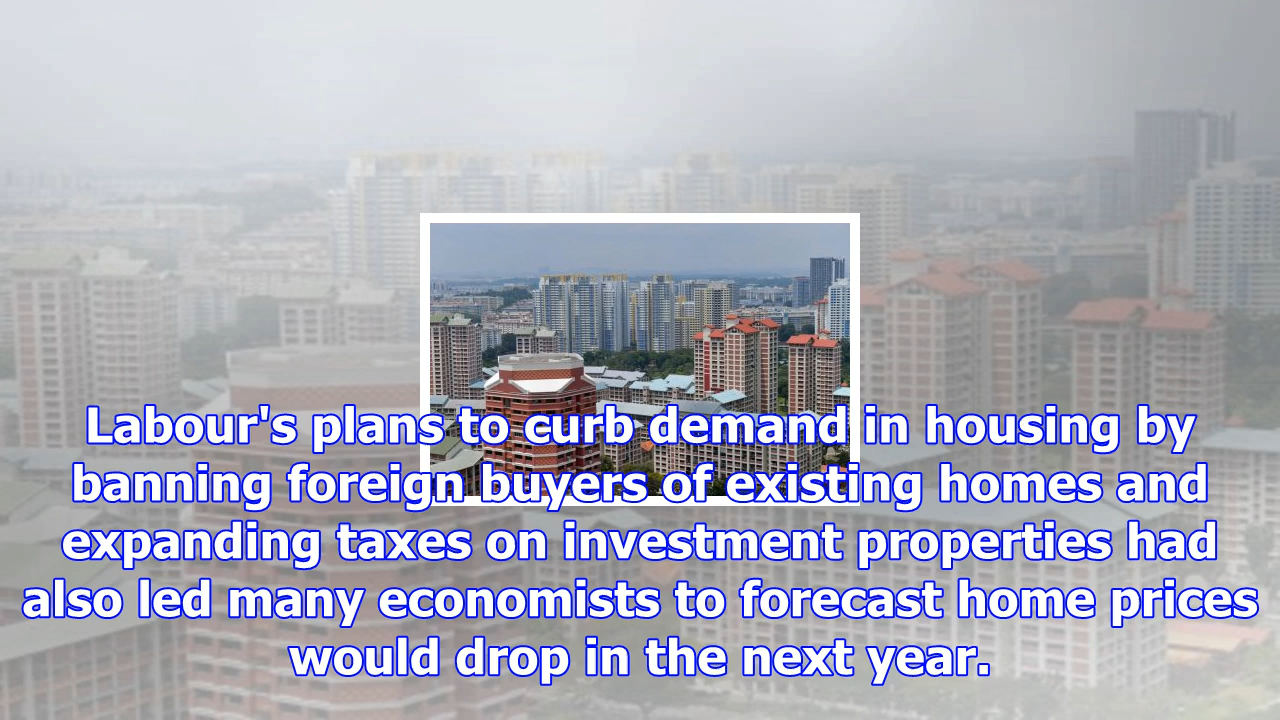 Labour's plans to curb demand in housing by
banning foreign buyers of existing homes and
expanding taxes on investment properties had
also led many economists to forecast home prices
would drop in the next year.